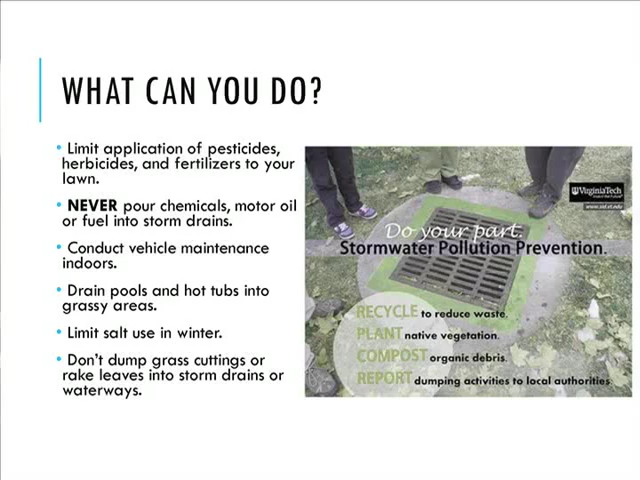 WHAT CAN YOU DO?
• Limit application of pesticides,
herbicides, and fertilizers to your
lawn.
• NEVER pour chemicals, motor oil
or fuel into storm drains.
• Conduct vehicle maintenance
indoors.
• Drain pools and hot tubs into
grassy areas.
• Limit salt use in winter.
• Don't dump grass cuttings or
rake leaves into storm drains or
waterways.
VirginiaTech
Do your part.
Stormwater Pollution Prevention.
RECYCLE to reduce waste.
PLANT native vegetation.
COMPOST organic debris.
REPORT dumping activities to local authorities.